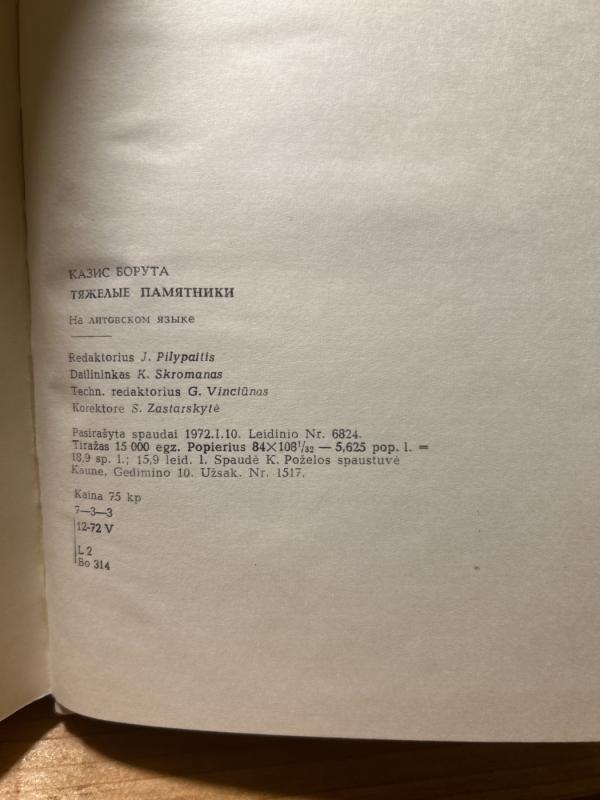 КАЗИС БОРУТА
ТЯЖЕЛЫЕ ПАМЯТНИКИ
На литовском языке
Redaktorius J. Pilypaitis
Dailininkas K. Skromanas
Techn. redaktorius G. Vinciūnas
Korektorė S. Zastarskytė
Pasirašyta spaudai 1972.I.10. Leidinio Nr. 6824.
Tiražas 15 000 egz. Popierius 84×108¹/₃₂ — 5,625 pop. l. =
18,9 sp. l.; 15,9 leid. l. Spaudė K. Poželos spaustuvė
Kaune, Gedimino 10. Užsak. Nr. 1517.
Kaina 75 kp
7—3—3
12-72 V
L 2
Bo 314